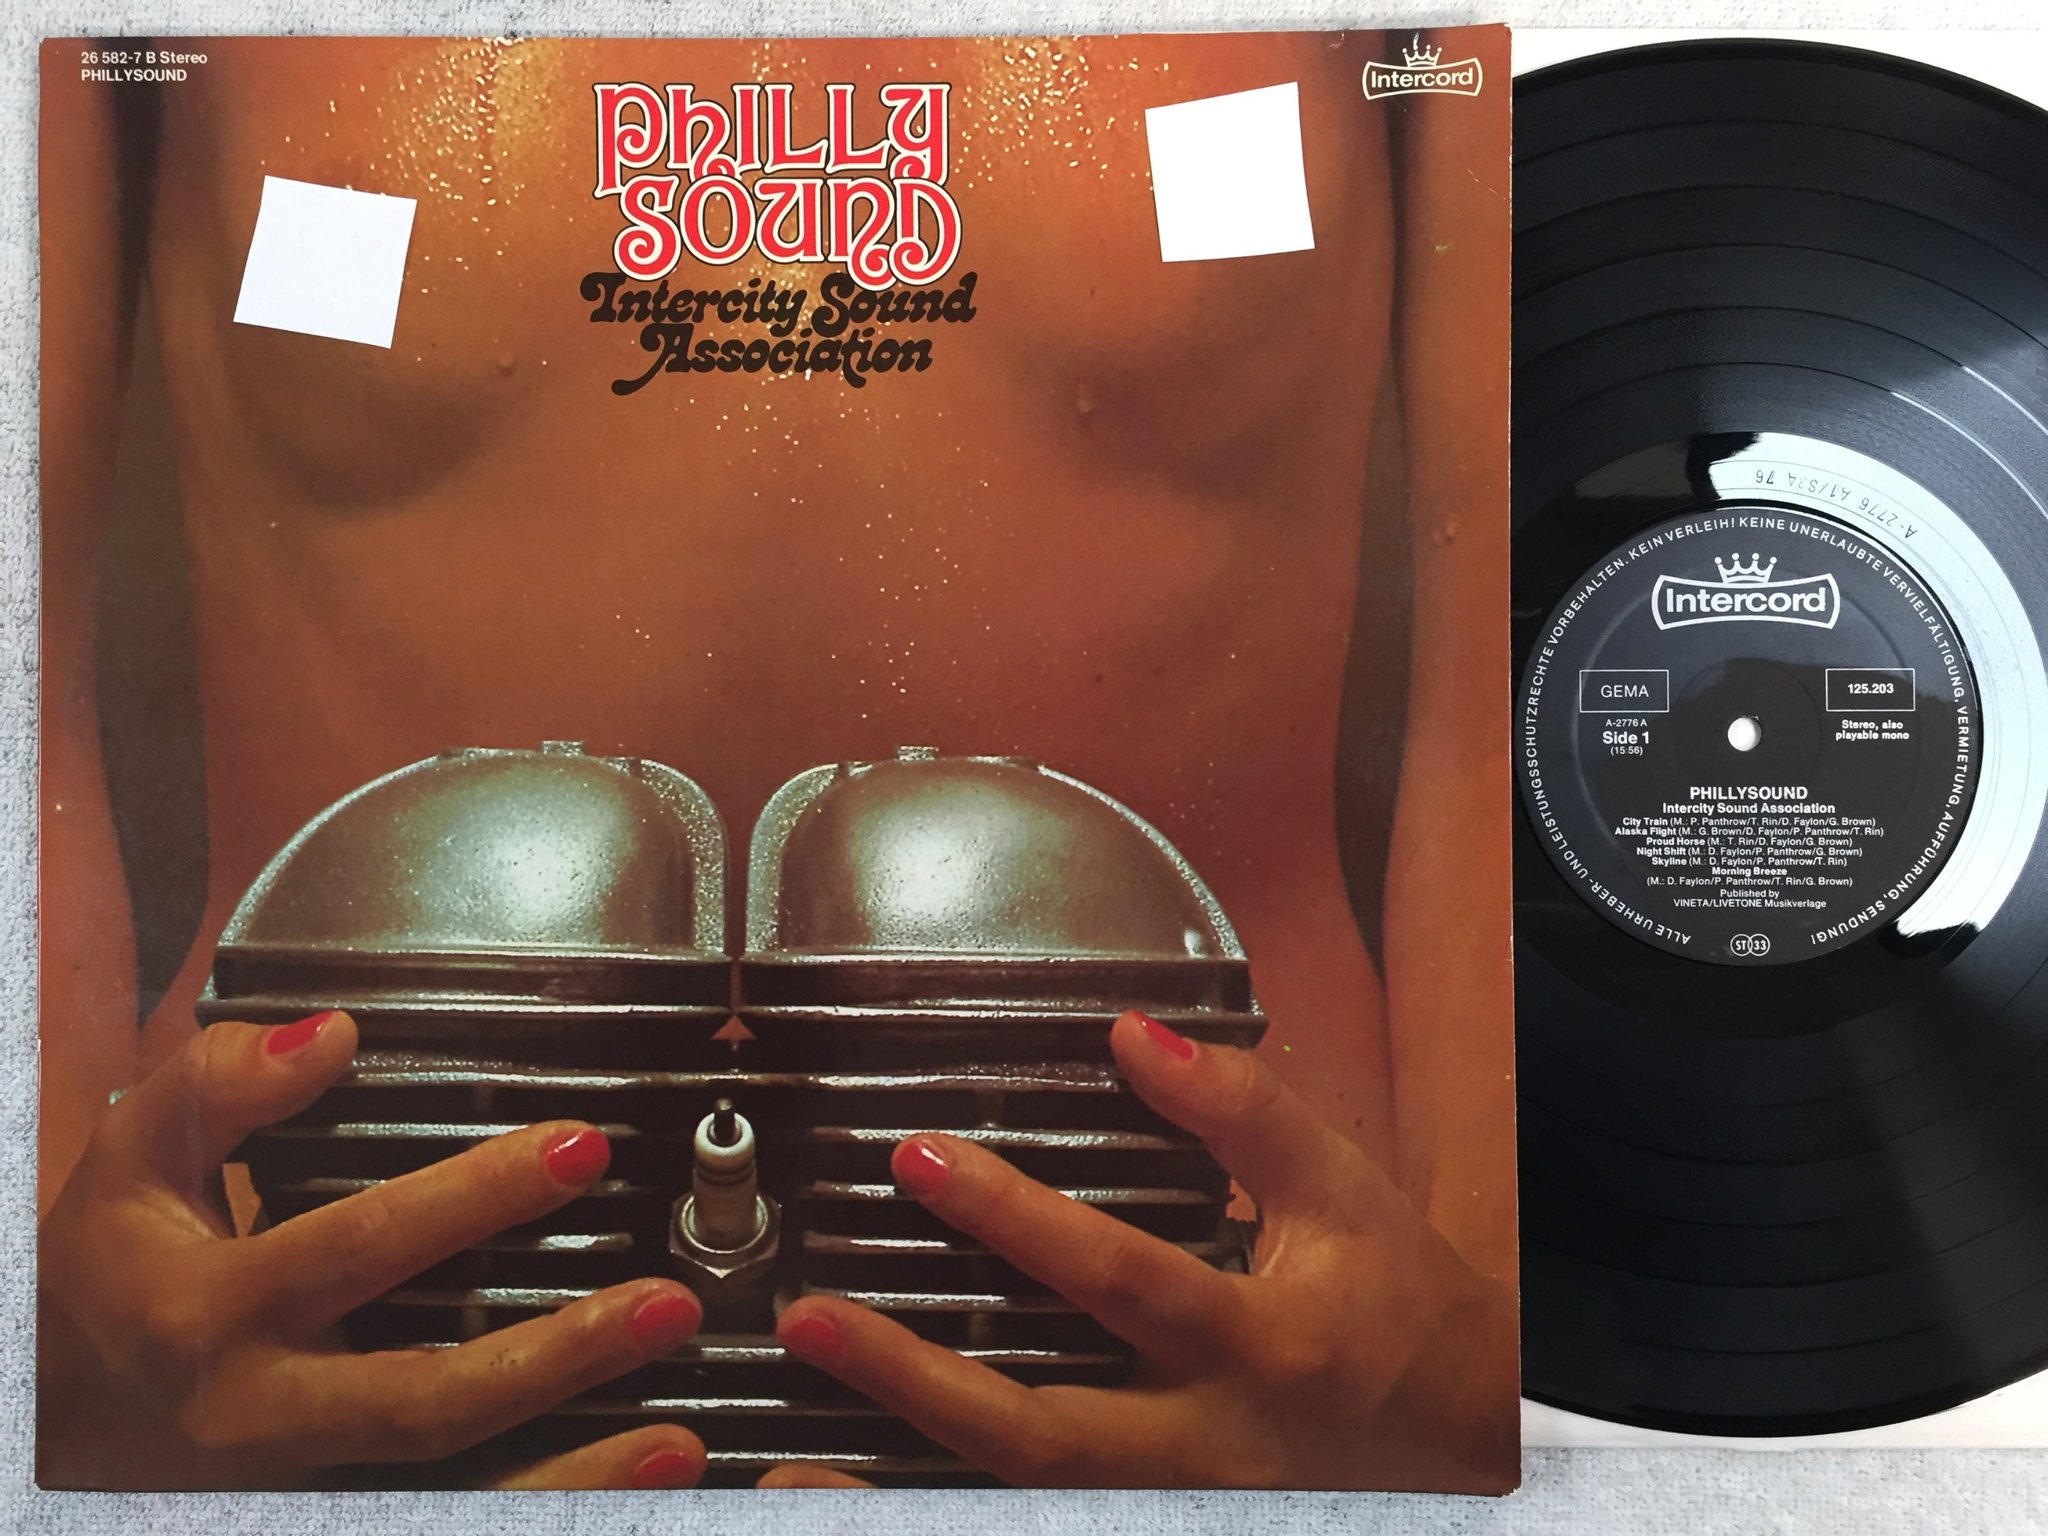 26 582-7 B Stereo
PHILLYSOUND
Intercord
PhILLY
SOUND
Intercity Sound
Association
A-2776 A1/S3A 76
ALLE URHEBER- UND LEISTUNGSSCHUTZRECHTE VORBEHALTEN. KEIN VERLEIH! KEINE UNERLAUBTE VERVIELFÄLTIGUNG, VERMIETUNG, AUFFÜHRUNG, SENDUNG!
Intercord
GEMA
125.203
A-2776 A
Side 1
(15:56)
Stereo, also
playable mono
PHILLYSOUND
Intercity Sound Association
City Train (M.: P. Panthrow/T. Rin/D. Faylon/G. Brown)
Alaska Flight (M.: G. Brown/D. Faylon/P. Panthrow/T. Rin)
Proud Horse (M.: T. Rin/D. Faylon/G. Brown)
Night Shift (M.: D. Faylon/P. Panthrow/G. Brown)
Skyline (M.: D. Faylon/P. Panthrow/T. Rin)
Morning Breeze
(M.: D. Faylon/P. Panthrow/T. Rin/G. Brown)
Published by
VINETA/LIVETONE Musikverlage
ST 33